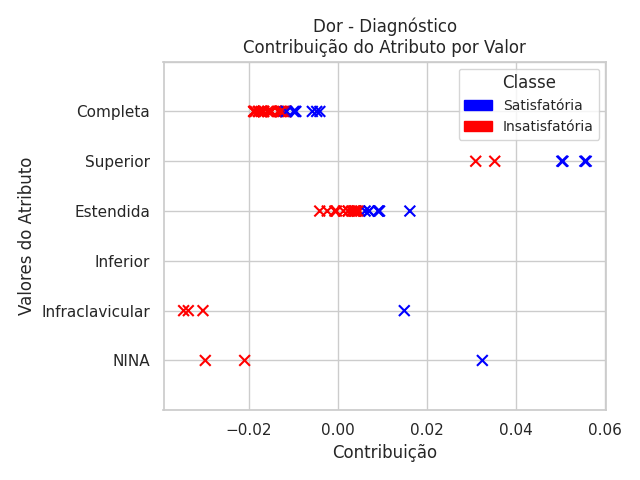 Dor - Diagnóstico
Contribuição do Atributo por Valor
Classe
Satisfatória
Insatisfatória
Valores do Atributo
Completa
Superior
Estendida
Inferior
Infraclavicular
NINA
−0.02 0.00 0.02 0.04 0.06
Contribuição